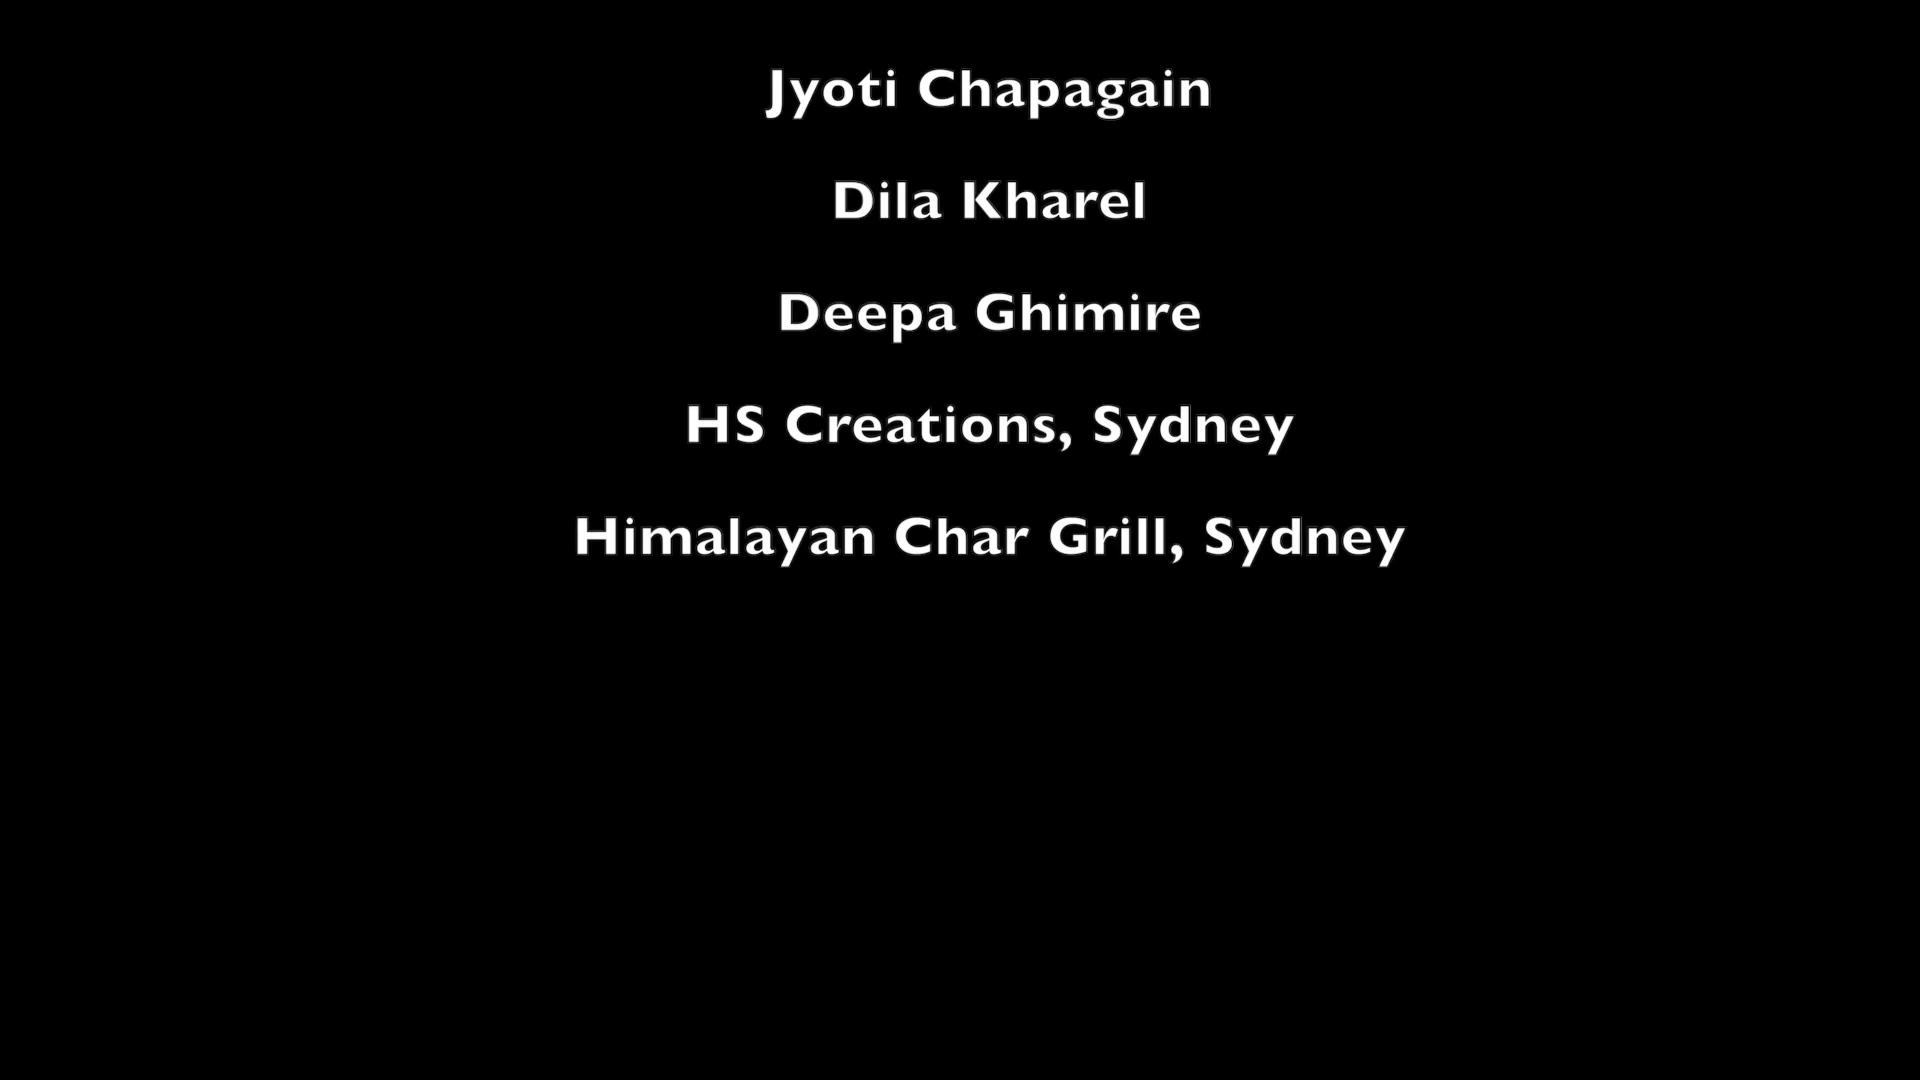 Jyoti Chapagain
Dila Kharel
Deepa Ghimire
HS Creations, Sydney
Himalayan Char Grill, Sydney